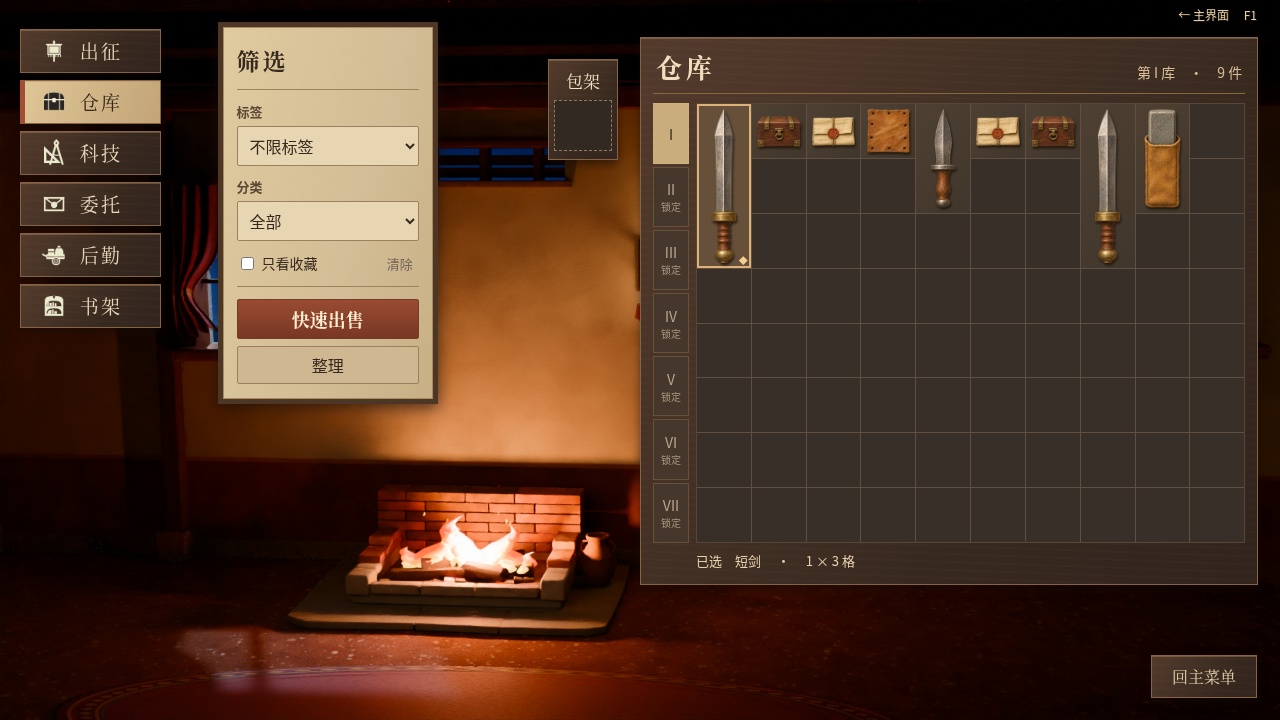 ←主界面 F1
出征
仓库
科技
委托
后勤
书架
筛选
标签
不限标签
分类
全部
只看收藏 清除
快速出售
整理
包架
仓库
第 I 库 · 9 件
I
II
锁定
III
锁定
IV
锁定
V
锁定
VI
锁定
VII
锁定
已选 短剑 · 1 × 3 格
回主菜单